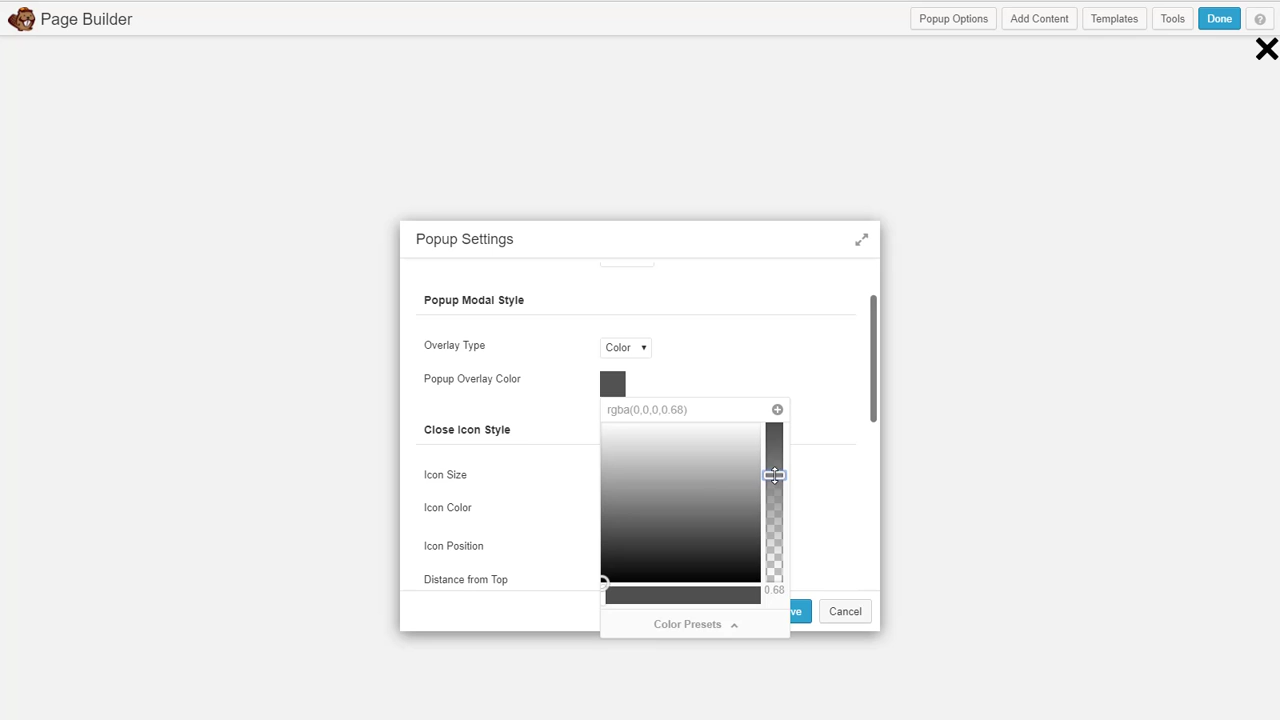 Page Builder
Popup Options
Add Content
Templates
Tools
Done
?
Popup Settings
Popup Modal Style
Overlay Type
Color
Popup Overlay Color
rgba(0,0,0,0.68)
Close Icon Style
Icon Size
Icon Color
Icon Position
Distance from Top
0.68
ve
Cancel
Color Presets